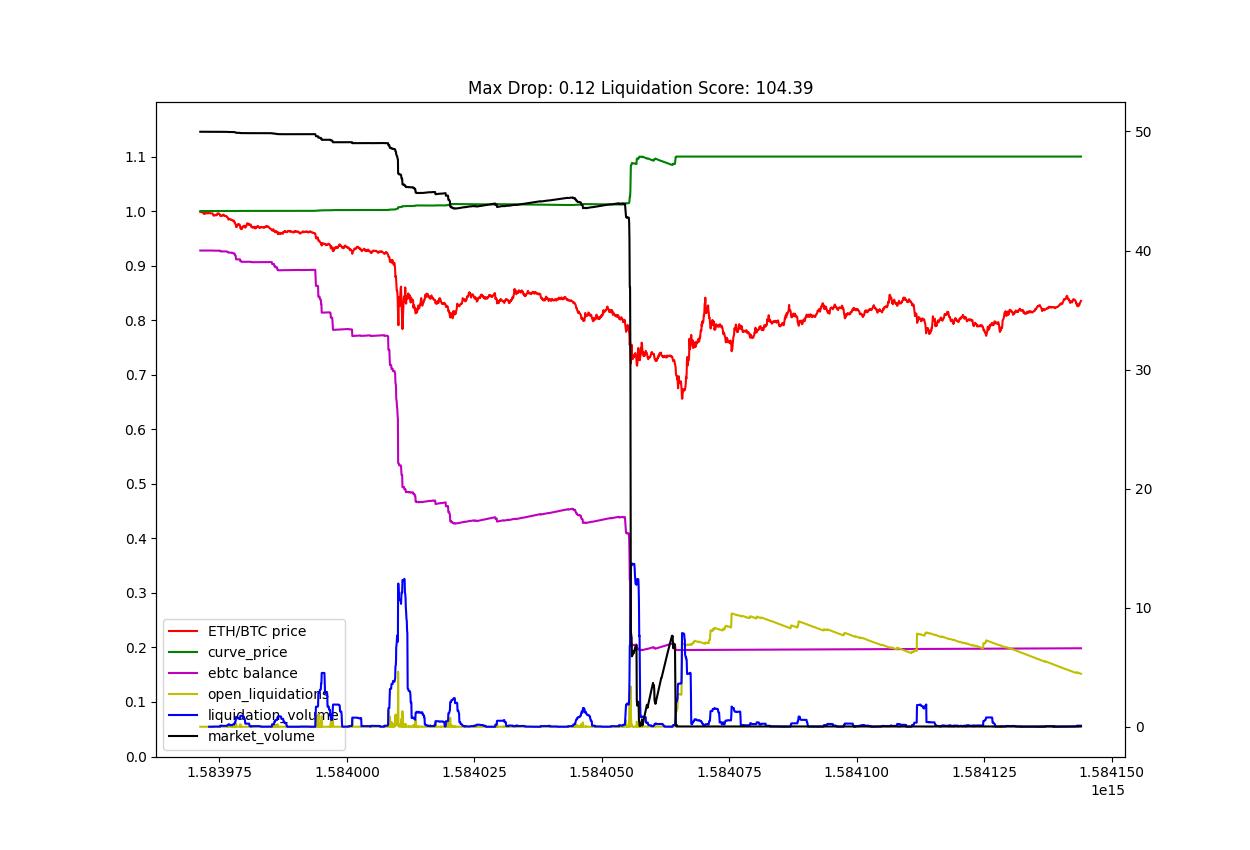 Max Drop: 0.12 Liquidation Score: 104.39
1.1
1.0
0.9
0.8
0.7
0.6
0.5
0.4
0.3
0.2
0.1
0.0
50
40
30
20
10
0
ETH/BTC price
curve_price
ebtc balance
open_liquidations
liquidation_volume
market_volume
1.583975 1.584000 1.584025 1.584050 1.584075 1.584100 1.584125 1.584150
1e15